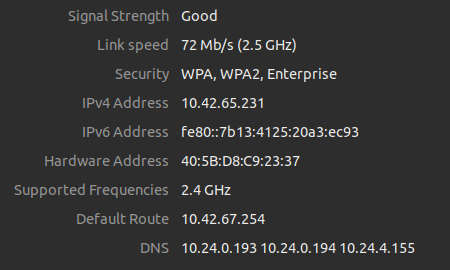 Signal Strength Good
Link speed 72 Mb/s (2.5 GHz)
Security WPA, WPA2, Enterprise
IPv4 Address 10.42.65.231
IPv6 Address fe80::7b13:4125:20a3:ec93
Hardware Address 40:5B:D8:C9:23:37
Supported Frequencies 2.4 GHz
Default Route 10.42.67.254
DNS 10.24.0.193 10.24.0.194 10.24.4.155